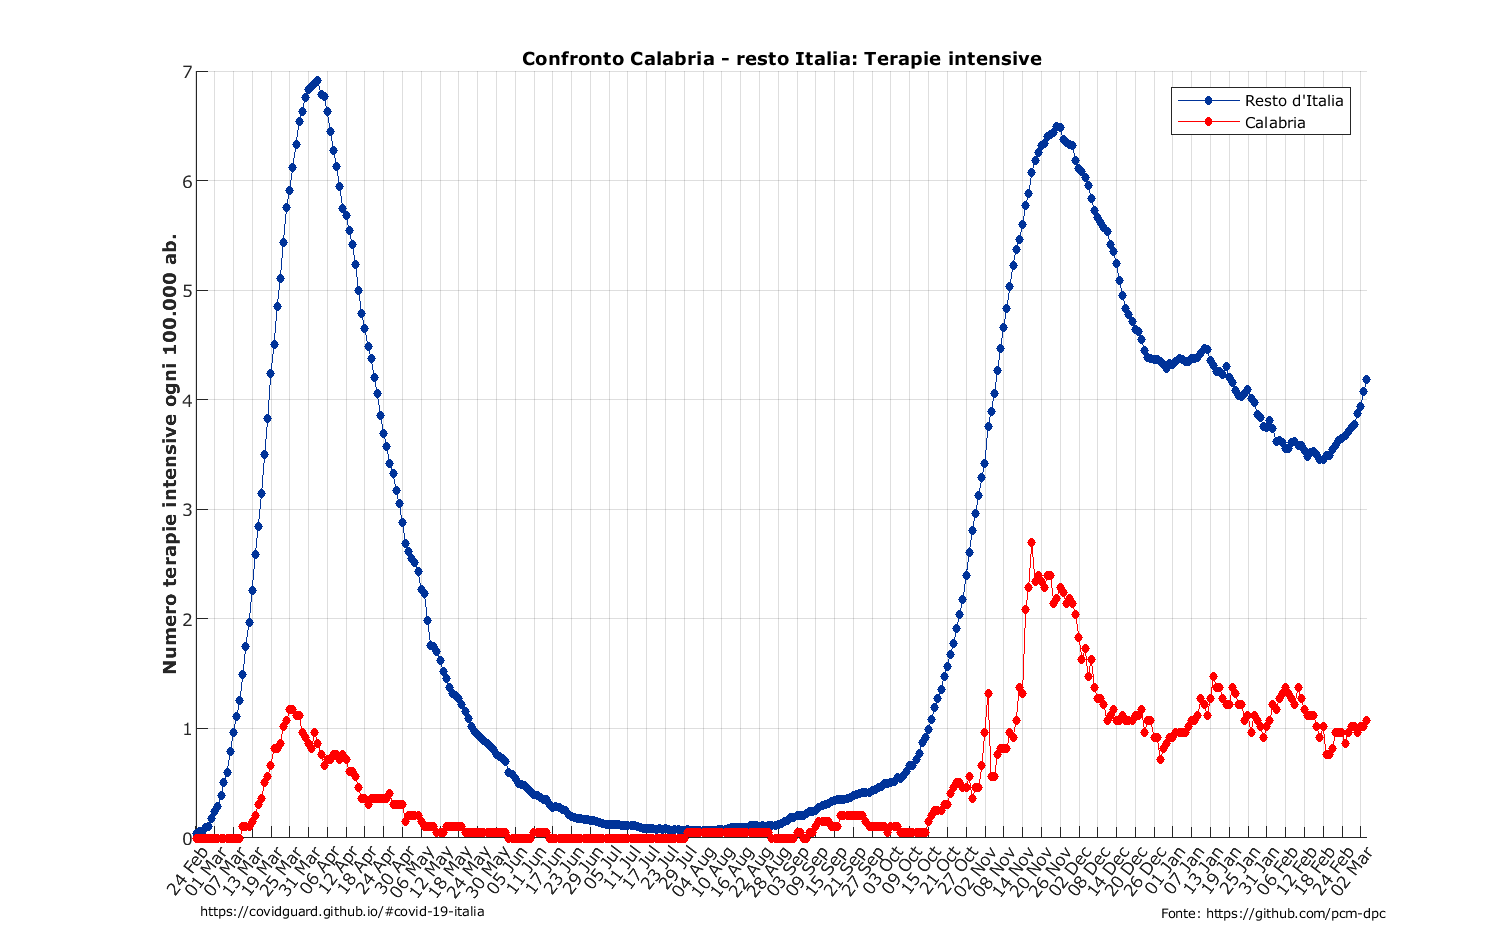 Confronto Calabria - resto Italia: Terapie intensive
Numero terapie intensive ogni 100.000 ab.
7
6
5
4
3
2
1
0
Resto d'Italia
Calabria
24 Feb
01 Mar
07 Mar
13 Mar
19 Mar
25 Mar
31 Mar
06 Apr
12 Apr
18 Apr
24 Apr
30 Apr
06 May
12 May
18 May
24 May
30 May
05 Jun
11 Jun
17 Jun
23 Jun
29 Jun
05 Jul
11 Jul
17 Jul
23 Jul
29 Jul
04 Aug
10 Aug
16 Aug
22 Aug
28 Aug
03 Sep
09 Sep
15 Sep
21 Sep
27 Sep
03 Oct
09 Oct
15 Oct
21 Oct
27 Oct
02 Nov
08 Nov
14 Nov
20 Nov
26 Nov
02 Dec
08 Dec
14 Dec
20 Dec
26 Dec
01 Jan
07 Jan
13 Jan
19 Jan
25 Jan
31 Jan
06 Feb
12 Feb
18 Feb
24 Feb
02 Mar
https://covidguard.github.io/#covid-19-italia
Fonte: https://github.com/pcm-dpc